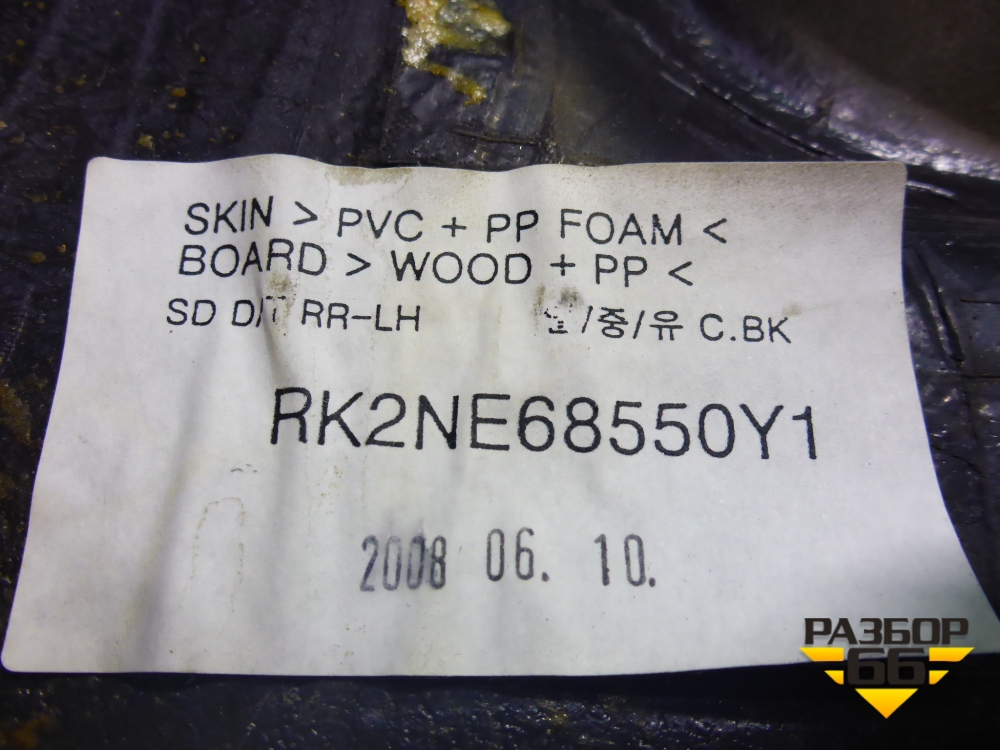 SKIN > PVC + PP FOAM <
BOARD > WOOD + PP <
SD D/T RR-LH /중/유 C.BK
RK2NE68550Y1
2008 06. 10.
РАЗБОР
66